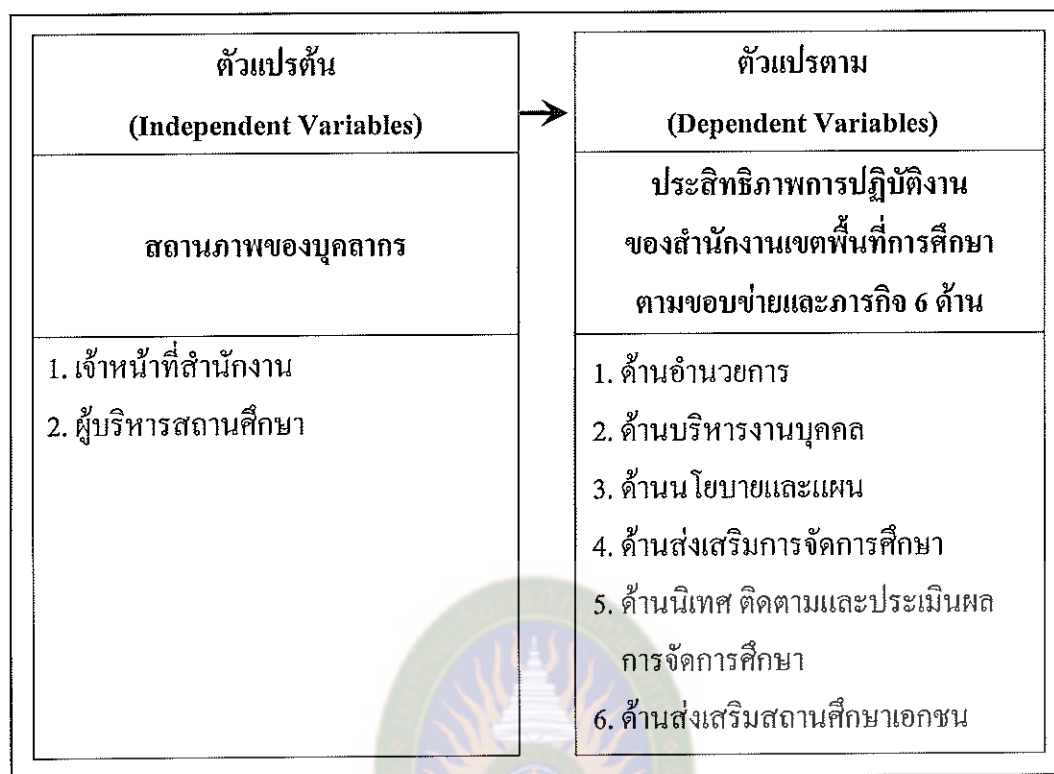 ตัวแปรต้น
(Independent Variables)
สถานภาพของบุคลากร
1. เจ้าหน้าที่สำนักงาน
2. ผู้บริหารสถานศึกษา
ตัวแปรตาม
(Dependent Variables)
ประสิทธิภาพการปฏิบัติงาน
ของสำนักงานเขตพื้นที่การศึกษา
ตามขอบข่ายและภารกิจ 6 ด้าน
1. ด้านอำนวยการ
2. ด้านบริหารงานบุคคล
3. ด้านนโยบายและแผน
4. ด้านส่งเสริมการจัดการศึกษา
5. ด้านนิเทศ ติดตามและประเมินผล
การจัดการศึกษา
6. ด้านส่งเสริมสถานศึกษาเอกชน